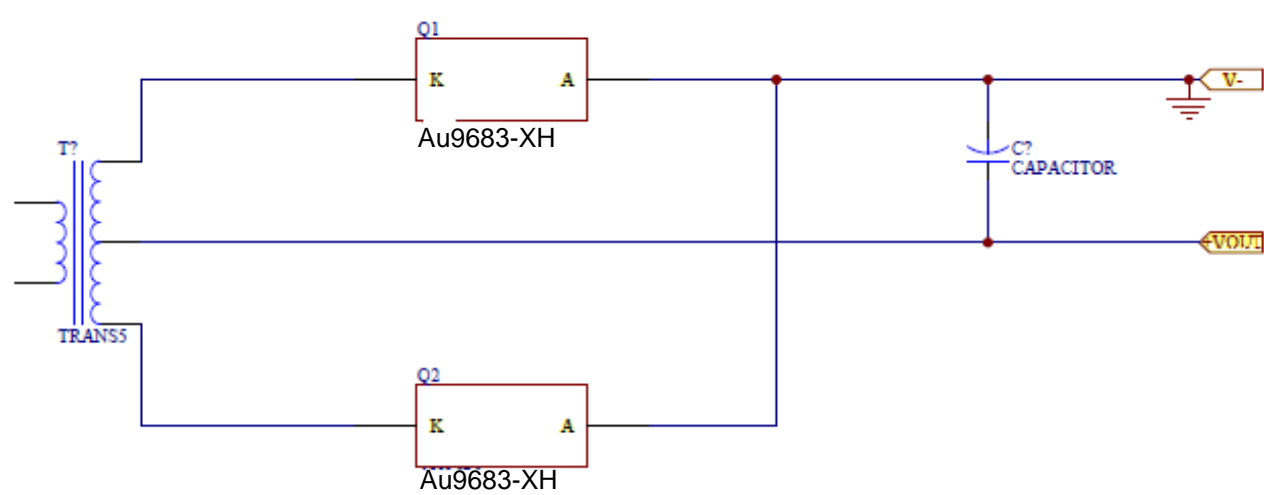 Q1
K A
V-
Au9683-XH
T?
C?
CAPACITOR
+VOUT
TRANS5
Q2
K A
Au9683-XH